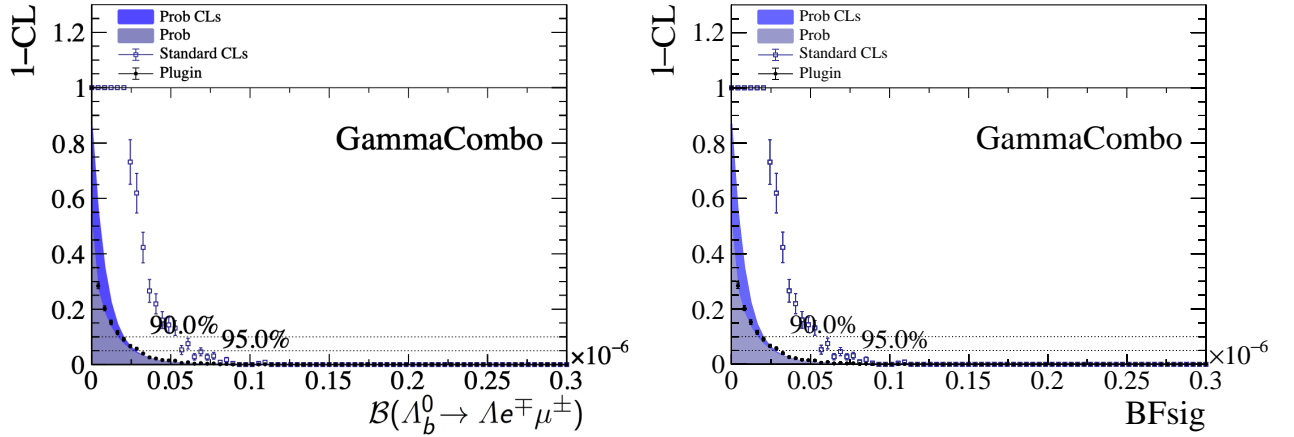 1–CL
Prob CLs
Prob
Standard CLs
Plugin
GammaCombo
90.0%
95.0%
1.2
1
0.8
0.6
0.4
0.2
0
0 0.05 0.1 0.15 0.2 0.25 0.3
×10⁻⁶
ℬ(Λ⁰_b → Λe∓μ±)
1–CL
Prob CLs
Prob
Standard CLs
Plugin
GammaCombo
90.0%
95.0%
1.2
1
0.8
0.6
0.4
0.2
0
0 0.05 0.1 0.15 0.2 0.25 0.3
×10⁻⁶
BFsig